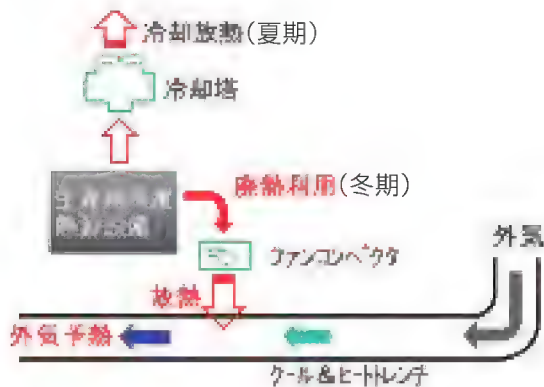 冷却放熱(夏期)
冷却塔
廃熱利用(冬期)
外気
ファンコンベクタ
放熱
外気予熱
クール&ヒートトレンチ